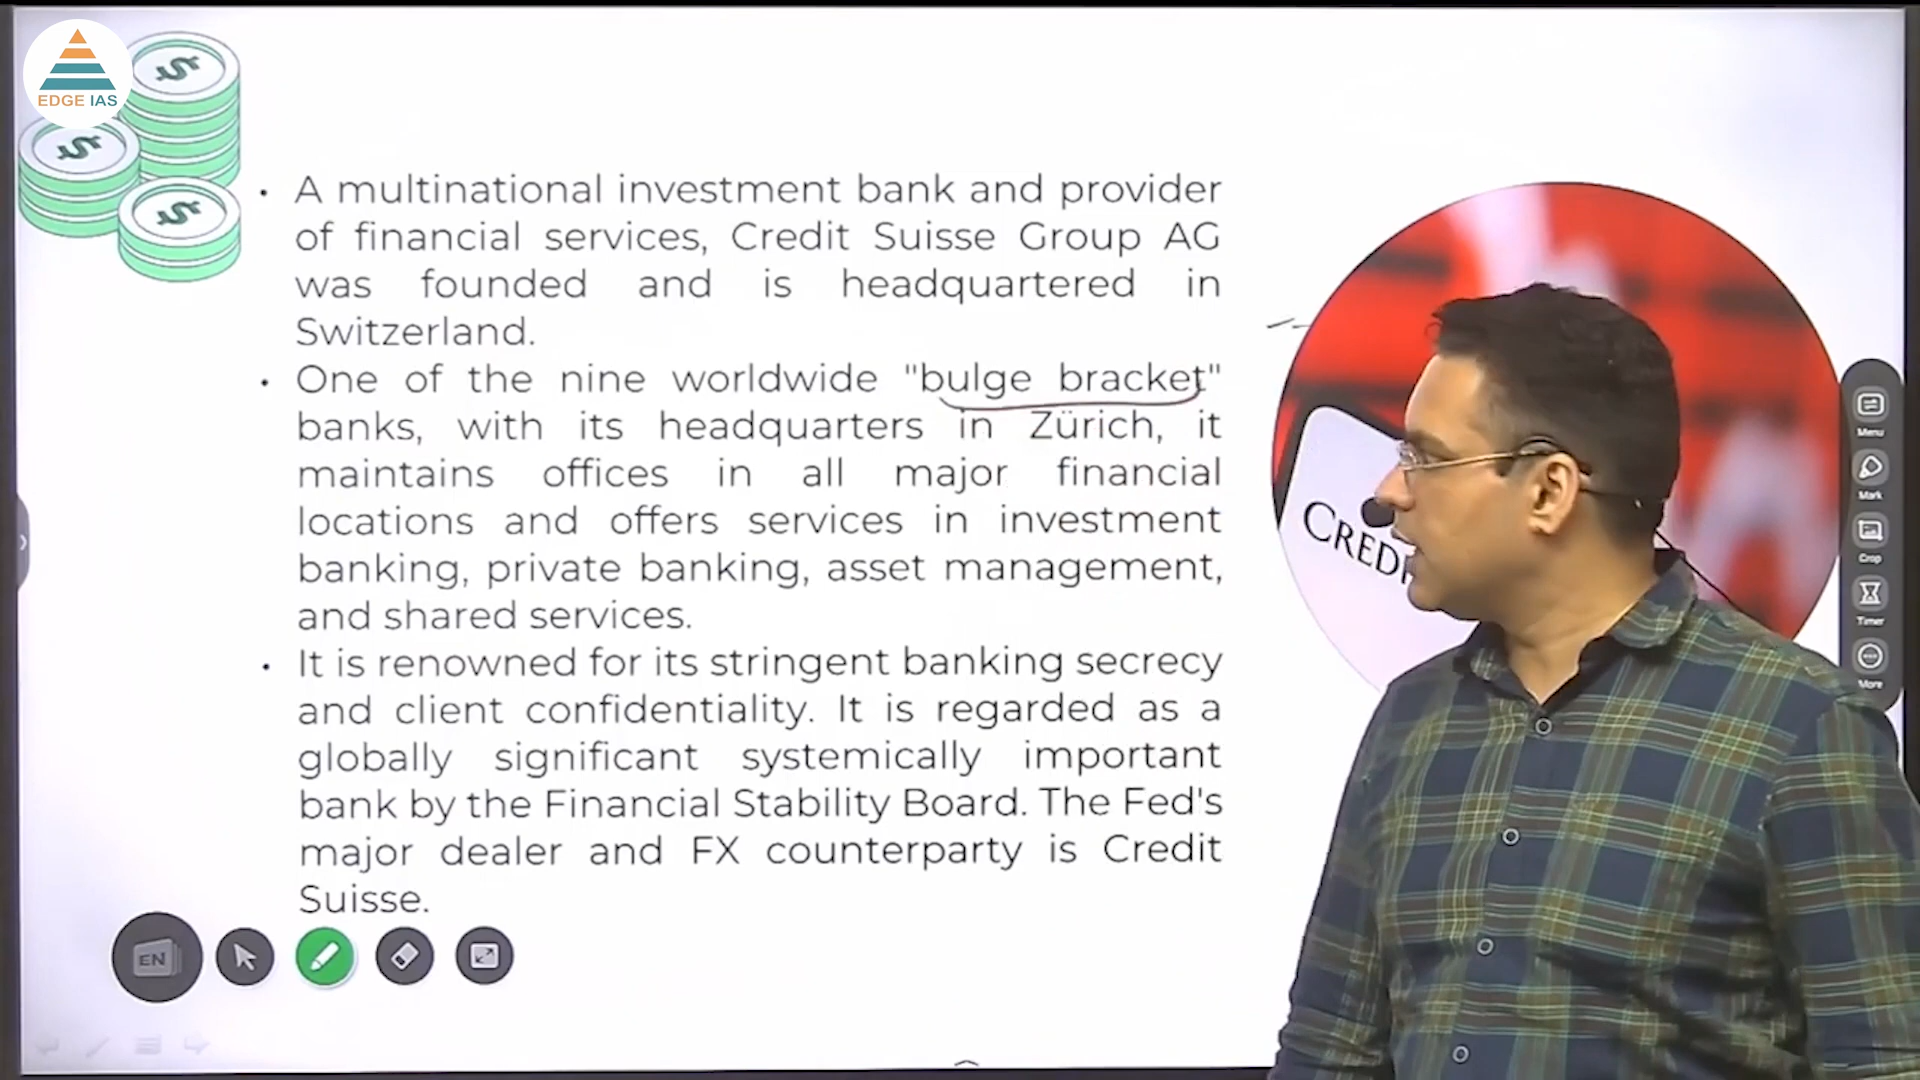 EDGE IAS
• A multinational investment bank and provider
of financial services, Credit Suisse Group AG
was founded and is headquartered in
Switzerland.
• One of the nine worldwide "bulge bracket"
banks, with its headquarters in Zürich, it
maintains offices in all major financial
locations and offers services in investment
banking, private banking, asset management,
and shared services.
• It is renowned for its stringent banking secrecy
and client confidentiality. It is regarded as a
globally significant systemically important
bank by the Financial Stability Board. The Fed's
major dealer and FX counterparty is Credit
Suisse.
CREDI
Menu
Mark
Crop
Timer
More
EN